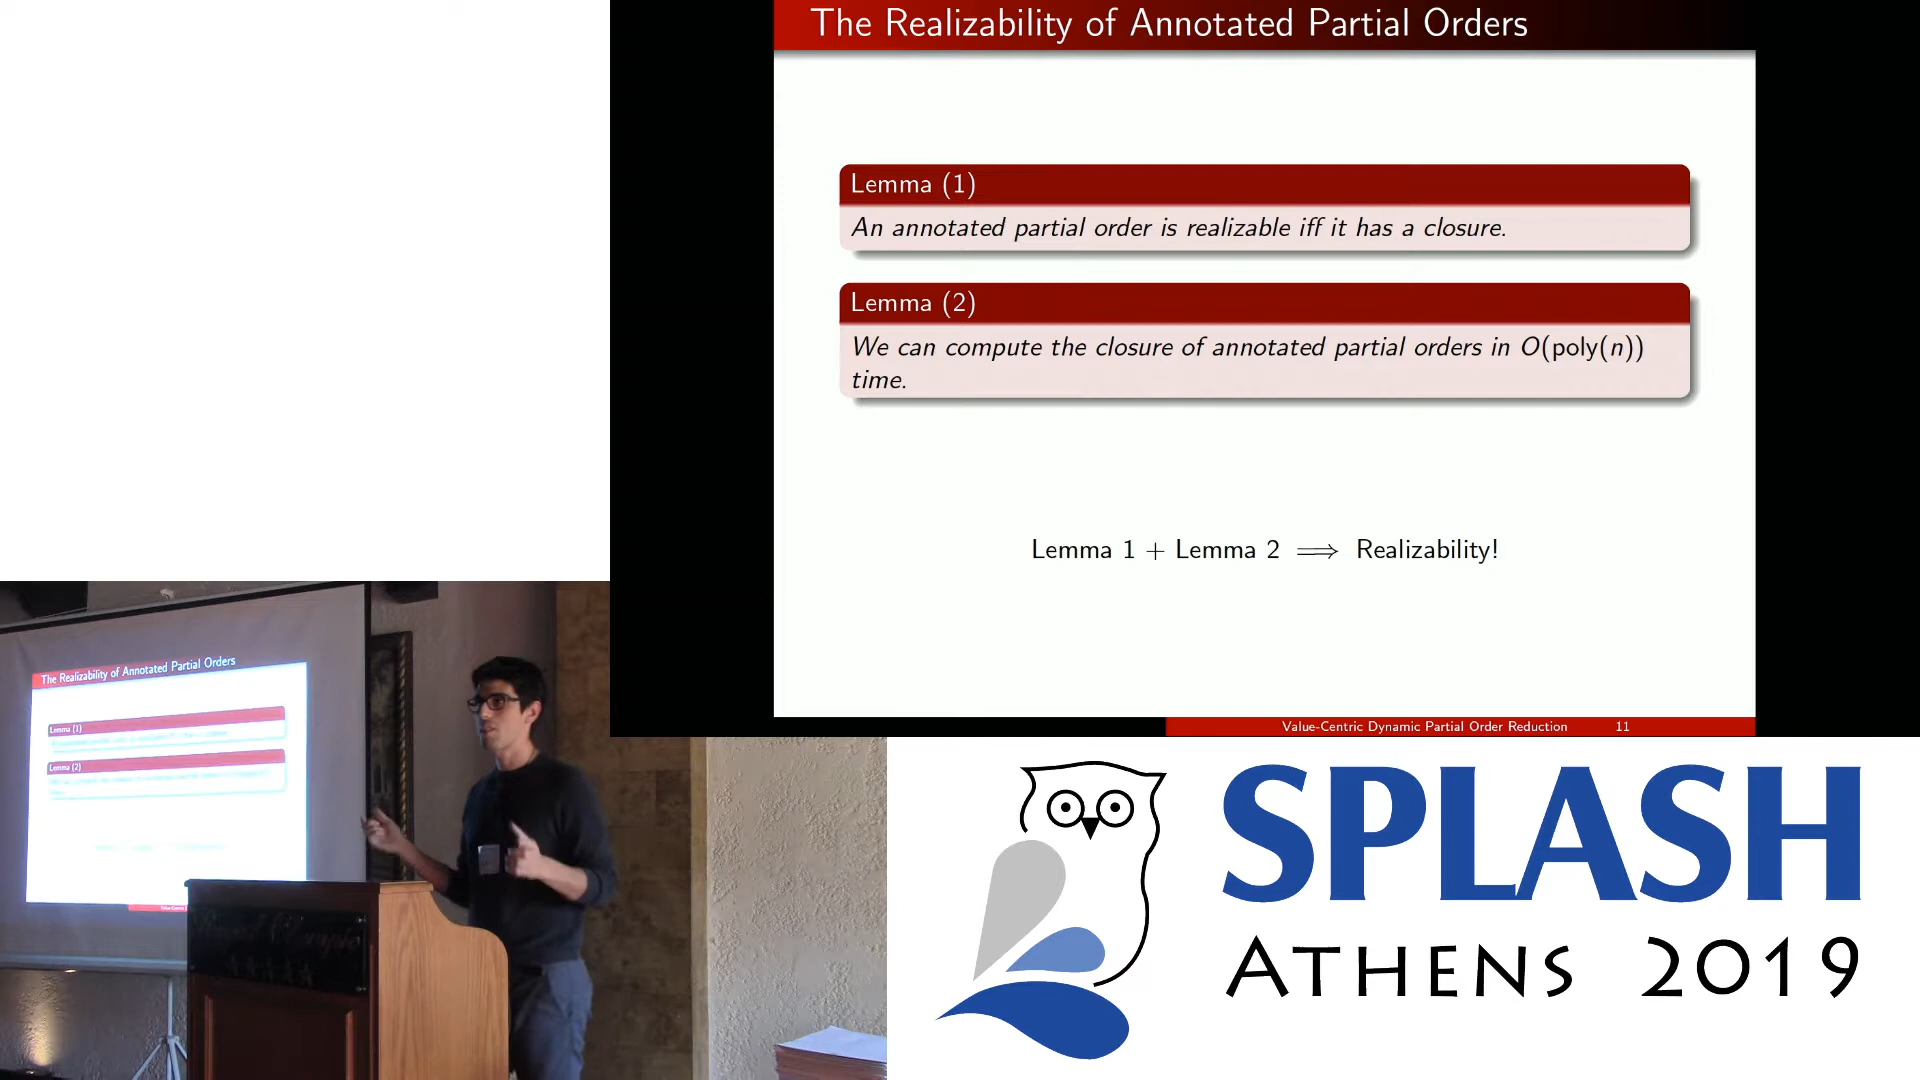 The Realizability of Annotated Partial Orders
Lemma (1)
An annotated partial order is realizable iff it has a closure.
Lemma (2)
We can compute the closure of annotated partial orders in O(poly(n))
time.
Lemma 1 + Lemma 2 ⟹ Realizability!
Value-Centric Dynamic Partial Order Reduction 11
The Realizability of Annotated Partial Orders
Lemma (1)
Lemma (2)
SPLASH
ATHENS 2019